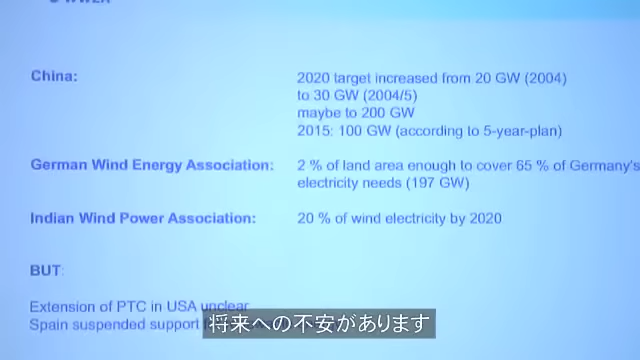 China:
2020 target increased from 20 GW (2004)
to 30 GW (2004/5)
maybe to 200 GW
2015: 100 GW (according to 5-year-plan)
German Wind Energy Association:
2 % of land area enough to cover 65 % of Germany's
electricity needs (197 GW)
Indian Wind Power Association:
20 % of wind electricity by 2020
BUT:
Extension of PTC in USA unclear
Spain suspended support
将来への不安があります